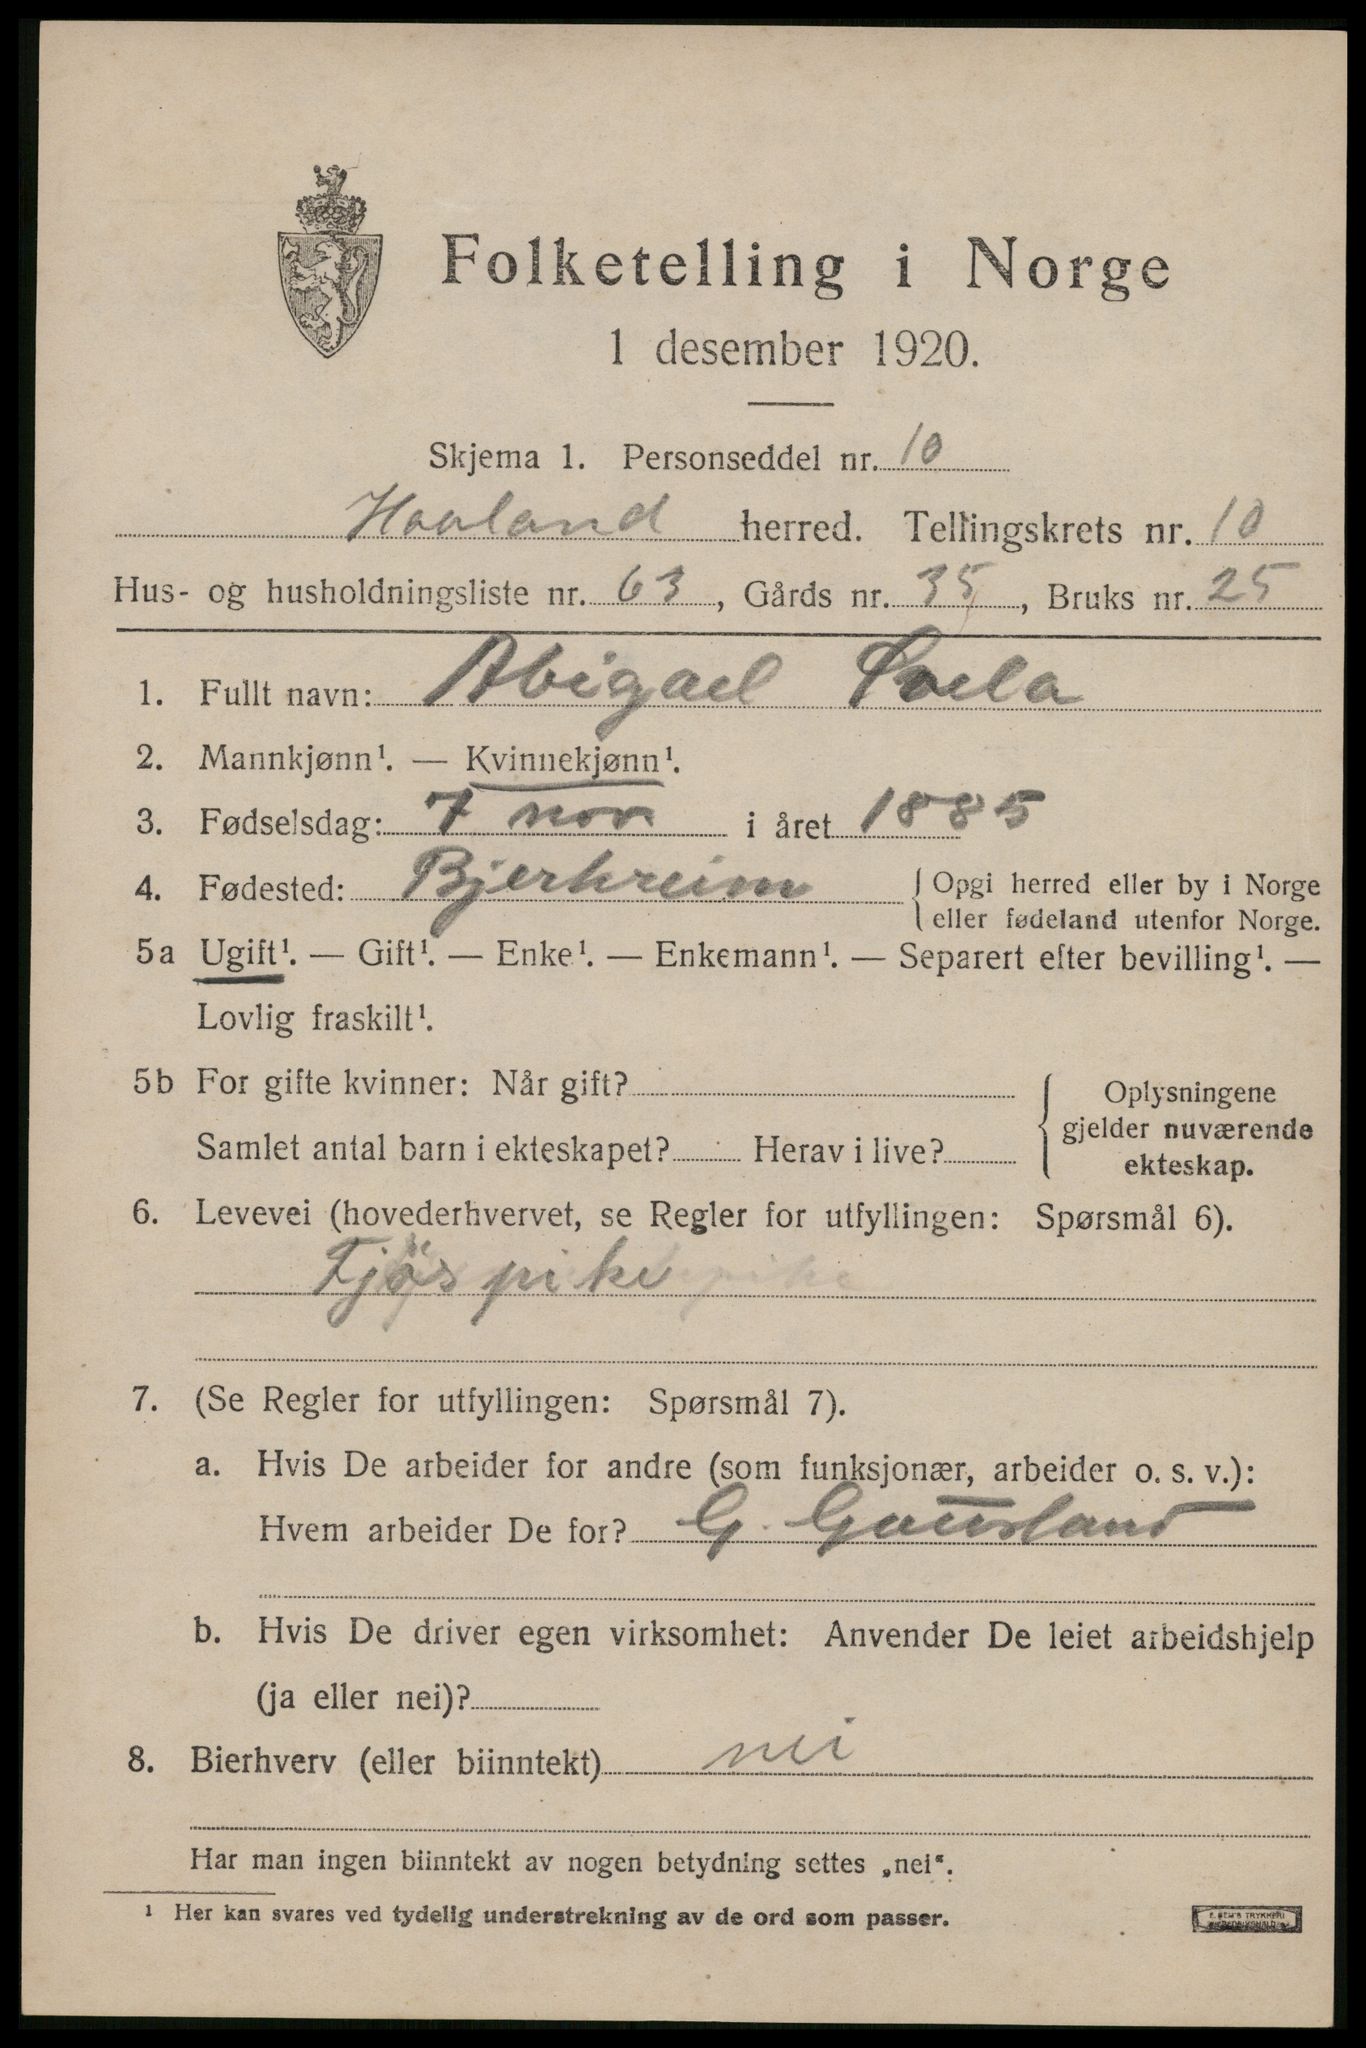 Folketelling i Norge
1 desember 1920.
Skjema 1. Personseddel nr. 10
Haaland herred. Tellingskrets nr. 10
Hus- og husholdningsliste nr. 63, Gårds nr. 35, Bruks nr. 25
1. Fullt navn: Abigael
2. Mannkjønn¹. — Kvinnekjønn¹.
3. Fødselsdag: 7 nov i året 1885
4. Fødested: Bjerkreim { Opgi herred eller by i Norge
eller fødeland utenfor Norge.
5a Ugift¹. — Gift¹. — Enke¹. — Enkemann¹. — Separert efter bevilling¹. —
Lovlig fraskilt¹.
5b For gifte kvinner: Når gift? { Oplysningene
gjelder nuværende
Samlet antal barn i ekteskapet? Herav i live? ekteskap.
6. Levevei (hovederhvervet, se Regler for utfyllingen: Spørsmål 6).
Fjöspike
7. (Se Regler for utfyllingen: Spørsmål 7).
a. Hvis De arbeider for andre (som funksjonær, arbeider o. s. v.):
Hvem arbeider De for? G. Gausland
b. Hvis De driver egen virksomhet: Anvender De leiet arbeidshjelp
(ja eller nei)?
8. Bierhverv (eller biinntekt) nei
Har man ingen biinntekt av nogen betydning settes „nei“.
¹ Her kan svares ved tydelig understrekning av de ord som passer.